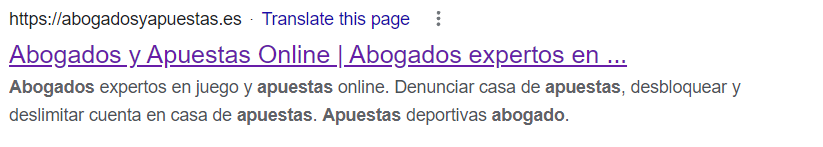 https://abogadosyapuestas.es · Translate this page
Abogados y Apuestas Online | Abogados expertos en ...
Abogados expertos en juego y apuestas online. Denunciar casa de apuestas, desbloquear y
deslimitar cuenta en casa de apuestas. Apuestas deportivas abogado.